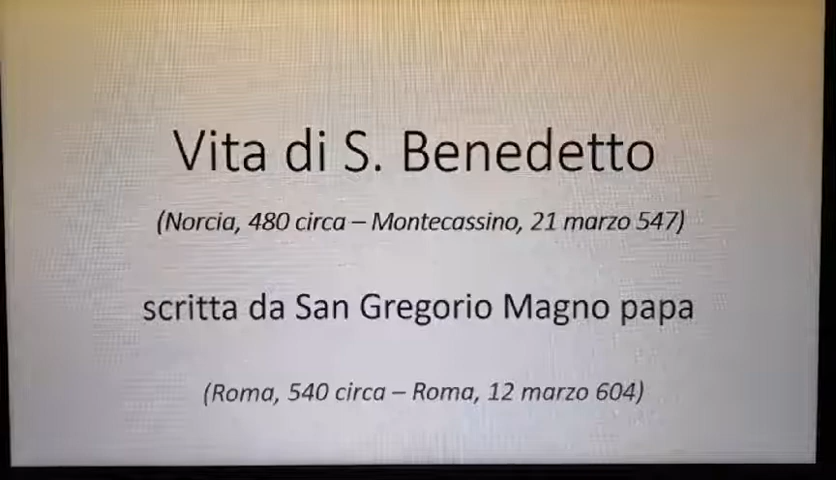 Vita di S. Benedetto
(Norcia, 480 circa – Montecassino, 21 marzo 547)
scritta da San Gregorio Magno papa
(Roma, 540 circa – Roma, 12 marzo 604)